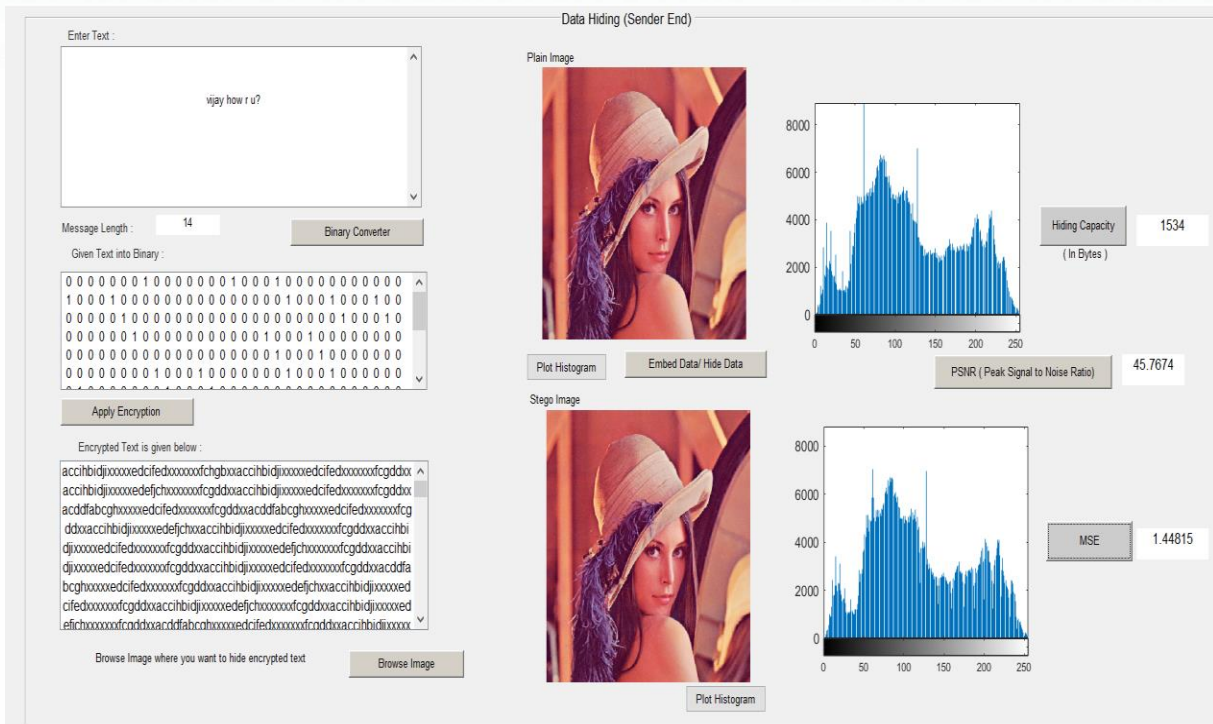 Data Hiding (Sender End)
Enter Text :
vijay how r u?
Message Length :
14
Binary Converter
Given Text into Binary :
0 0 0 0 0 0 0 1 0 0 0 0 0 0 0 1 0 0 0 1 0 0 0 0 0 0 0 0 0 0 0
1 0 0 0 1 0 0 0 0 0 0 0 0 0 0 0 0 0 0 0 1 0 0 0 1 0 0 0 1 0 0
0 0 0 0 0 1 0 0 0 0 0 0 0 0 0 0 0 0 0 0 0 0 0 0 0 1 0 0 0 1 0
0 0 0 0 0 0 1 0 0 0 0 0 0 0 0 0 0 0 1 0 0 0 1 0 0 0 0 0 0 0 0
0 0 0 0 0 0 0 0 0 0 0 0 0 0 0 0 0 0 0 1 0 0 0 1 0 0 0 0 0 0 0
0 0 0 0 0 0 0 0 1 0 0 0 1 0 0 0 0 0 0 0 0 0 0 1 0 0 0 0 0 0 0
Apply Encryption
Encrypted Text is given below :
accihbidjixxxxxedcifedxxxxxxxfchgbxxaccihbidjixxxxxedcifedxxxxxxxfcgddxx
accihbidjixxxxxedefjchxxxxxxxfcgddxxaccihbidjixxxxxedcifedxxxxxxxfcgddxx
acddfabcghxxxxxedcifedxxxxxxxfcgddxxacddfabcghxxxxxedcifedxxxxxxxfcg
ddxxaccihbidjixxxxxedefjchxxaccihbidjixxxxxedcifedxxxxxxxfcgddxxaccihbi
djixxxxxedcifedxxxxxxxfcgddxxaccihbidjixxxxxedefjchxxxxxxxfcgddxxaccihbi
djixxxxxedcifedxxxxxxxfcgddxxaccihbidjixxxxxedcifedxxxxxxxfcgddxxacddfa
bcghxxxxxedcifedxxxxxxxfcgddxxaccihbidjixxxxxedefjchxxaccihbidjixxxxxed
cifedxxxxxxxfcgddxxaccihbidjixxxxxedefjchxxxxxxxfcgddxxaccihbidjixxxxxed
efjchxxxxxxxfcgddxxacddfabcghxxxxxedcifedxxxxxxxfcgddxxaccihbidjixxxxx
Browse Image where you want to hide encrypted text
Browse Image
Plain Image
Plot Histogram
Embed Data/ Hide Data
Stego Image
Plot Histogram
8000
6000
4000
2000
0
0 50 100 150 200 250
Hiding Capacity
1534
( In Bytes )
PSNR ( Peak Signal to Noise Ratio)
45.7674
8000
6000
4000
2000
0
0 50 100 150 200 250
MSE
1.44815